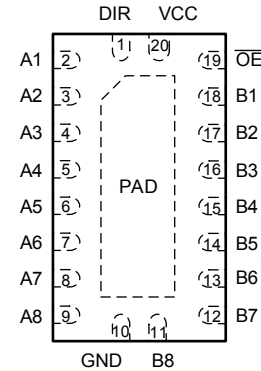 DIR VCC
1 20
A1 2 19 O̅E̅
A2 3 18 B1
A3 4 17 B2
A4 5 16 B3
PAD
A5 6 15 B4
A6 7 14 B5
A7 8 13 B6
A8 9 12 B7
10 11
GND B8